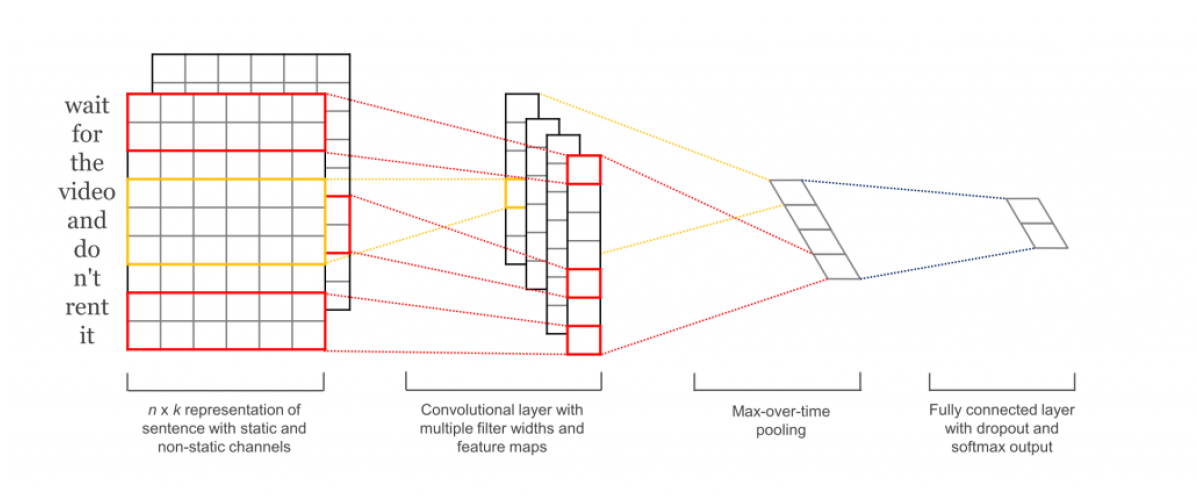 wait
for
the
video
and
do
n't
rent
it
n x k representation of
sentence with static and
non-static channels
Convolutional layer with
multiple filter widths and
feature maps
Max-over-time
pooling
Fully connected layer
with dropout and
softmax output